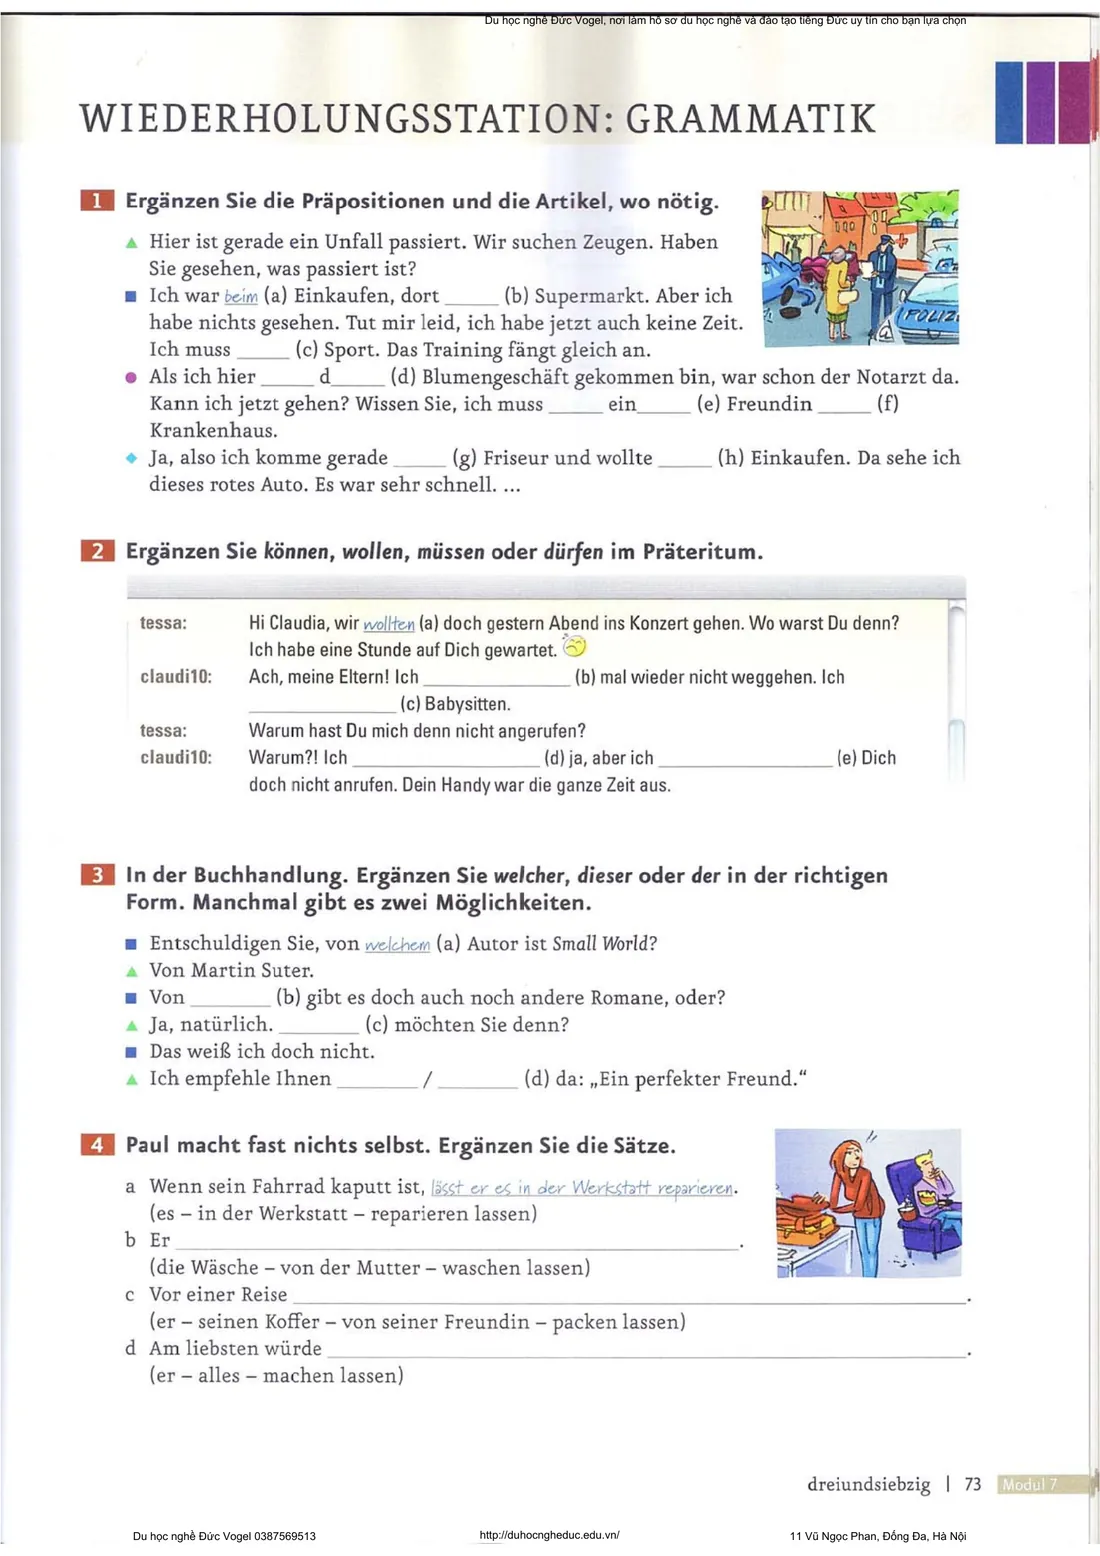 Du học nghề Đức Vogel, nơi làm hồ sơ du học nghề và đào tạo tiếng Đức uy tín cho bạn lựa chọn
WIEDERHOLUNGSSTATION: GRAMMATIK
1 Ergänzen Sie die Präpositionen und die Artikel, wo nötig.
▲ Hier ist gerade ein Unfall passiert. Wir suchen Zeugen. Haben
Sie gesehen, was passiert ist?
■ Ich war beim (a) Einkaufen, dort _____ (b) Supermarkt. Aber ich
habe nichts gesehen. Tut mir leid, ich habe jetzt auch keine Zeit.
Ich muss _____ (c) Sport. Das Training fängt gleich an.
● Als ich hier _____ d_____ (d) Blumengeschäft gekommen bin, war schon der Notarzt da.
Kann ich jetzt gehen? Wissen Sie, ich muss _____ ein_____ (e) Freundin _____ (f)
Krankenhaus.
◆ Ja, also ich komme gerade _____ (g) Friseur und wollte _____ (h) Einkaufen. Da sehe ich
dieses rotes Auto. Es war sehr schnell. ...
POLIZ
2 Ergänzen Sie können, wollen, müssen oder dürfen im Präteritum.
tessa: Hi Claudia, wir wollten (a) doch gestern Abend ins Konzert gehen. Wo warst Du denn?
Ich habe eine Stunde auf Dich gewartet.
claudi10: Ach, meine Eltern! Ich _____ (b) mal wieder nicht weggehen. Ich
_____ (c) Babysitten.
tessa: Warum hast Du mich denn nicht angerufen?
claudi10: Warum?! Ich _____ (d) ja, aber ich _____ (e) Dich
doch nicht anrufen. Dein Handy war die ganze Zeit aus.
3 In der Buchhandlung. Ergänzen Sie welcher, dieser oder der in der richtigen
Form. Manchmal gibt es zwei Möglichkeiten.
■ Entschuldigen Sie, von welchem (a) Autor ist Small World?
▲ Von Martin Suter.
■ Von _____ (b) gibt es doch auch noch andere Romane, oder?
▲ Ja, natürlich. _____ (c) möchten Sie denn?
■ Das weiß ich doch nicht.
▲ Ich empfehle Ihnen _____ / _____ (d) da: „Ein perfekter Freund.“
4 Paul macht fast nichts selbst. Ergänzen Sie die Sätze.
a Wenn sein Fahrrad kaputt ist, lässt er es in der Werkstatt reparieren.
(es – in der Werkstatt – reparieren lassen)
b Er _____.
(die Wäsche – von der Mutter – waschen lassen)
c Vor einer Reise _____.
(er – seinen Koffer – von seiner Freundin – packen lassen)
d Am liebsten würde _____.
(er – alles – machen lassen)
dreiundsiebzig | 73 Modul 7
Du học nghề Đức Vogel 0387569513 http://duhocngheduc.edu.vn/ 11 Vũ Ngọc Phan, Đống Đa, Hà Nội